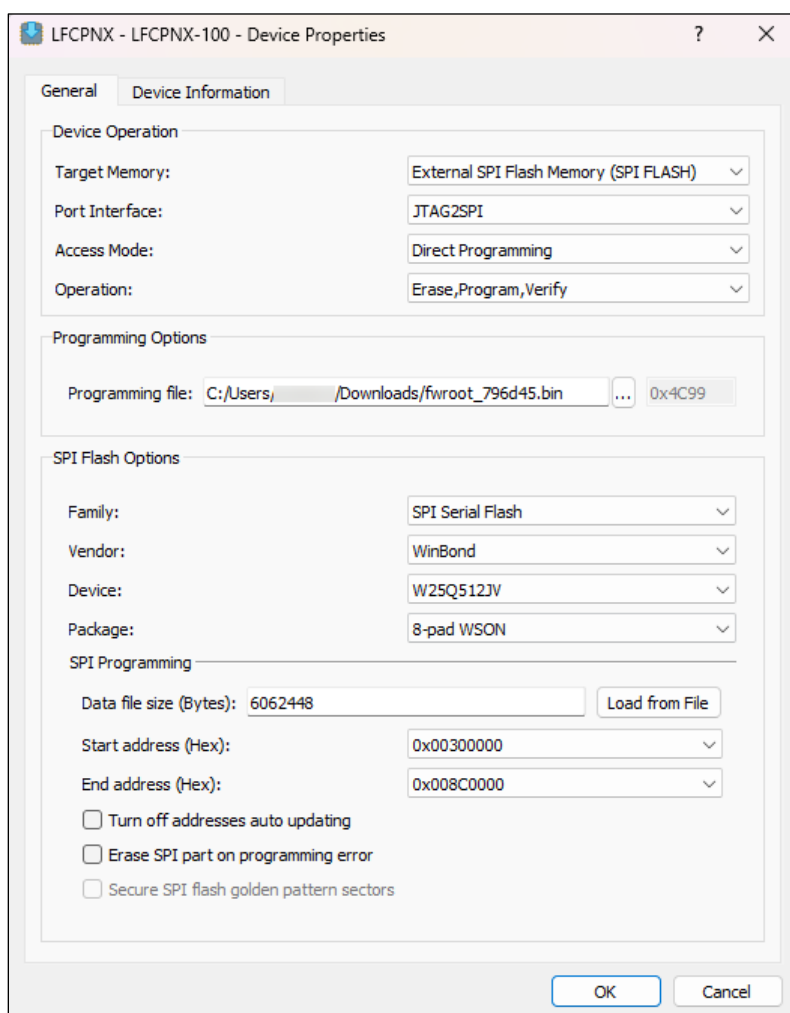 LFCPNX - LFCPNX-100 - Device Properties ? ×
General Device Information
Device Operation
Target Memory: External SPI Flash Memory (SPI FLASH)
Port Interface: JTAG2SPI
Access Mode: Direct Programming
Operation: Erase,Program,Verify
Programming Options
Programming file: C:/Users/ /Downloads/fwroot_796d45.bin ... 0x4C99
SPI Flash Options
Family: SPI Serial Flash
Vendor: WinBond
Device: W25Q512JV
Package: 8-pad WSON
SPI Programming
Data file size (Bytes): 6062448 Load from File
Start address (Hex): 0x00300000
End address (Hex): 0x008C0000
Turn off addresses auto updating
Erase SPI part on programming error
Secure SPI flash golden pattern sectors
OK Cancel